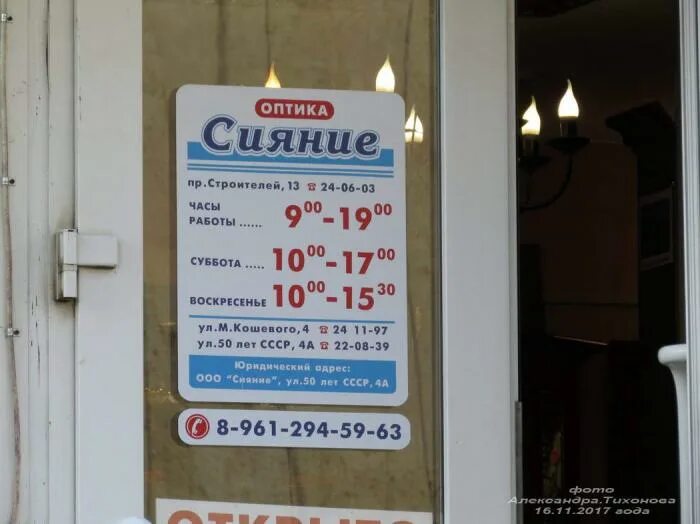 ОПТИКА
Сияние
пр.Строителей,13 ☎ 24-06-03
ЧАСЫ
РАБОТЫ ...... 9⁰⁰-19⁰⁰
СУББОТА ..... 10⁰⁰-17⁰⁰
ВОСКРЕСЕНЬЕ 10⁰⁰-15³⁰
ул.М.Кошевого,4 ☎ 24 11-97
ул.50 лет СССР, 4А ☎ 22-08-39
Юридический адрес:
ООО "Сияние", ул.50 лет СССР,4А
8-961-294-59-63
ОТКРЫТО
фото
Александра.Тихонова
16.11.2017 года